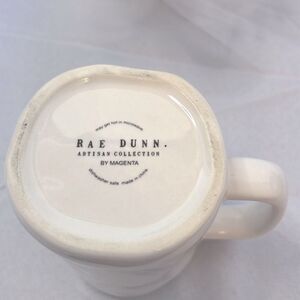 may get hot in microwave
RAE DUNN.
ARTISAN COLLECTION
BY MAGENTA
dishwasher safe made in china